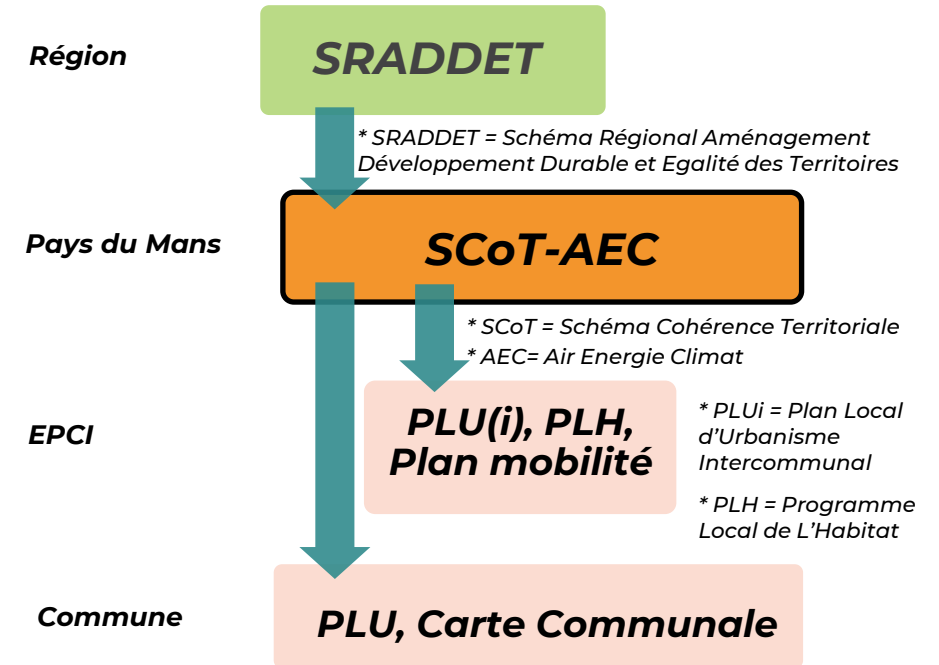 Région
SRADDET
* SRADDET = Schéma Régional Aménagement
Développement Durable et Egalité des Territoires
Pays du Mans
SCoT-AEC
* SCoT = Schéma Cohérence Territoriale
* AEC= Air Energie Climat
EPCI
PLU(i), PLH,
Plan mobilité
* PLUi = Plan Local
d'Urbanisme
Intercommunal
* PLH = Programme
Local de L'Habitat
Commune
PLU, Carte Communale